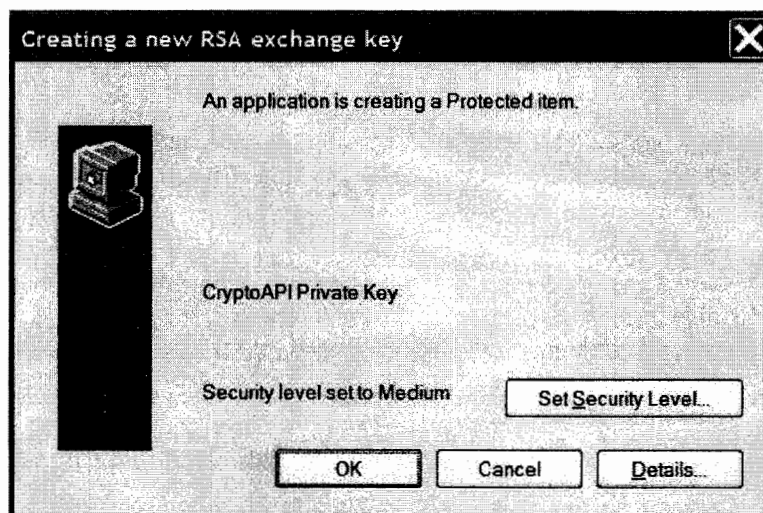 Creating a new RSA exchange key
An application is creating a Protected item.
CryptoAPI Private Key
Security level set to Medium
Set Security Level...
OK
Cancel
Details...